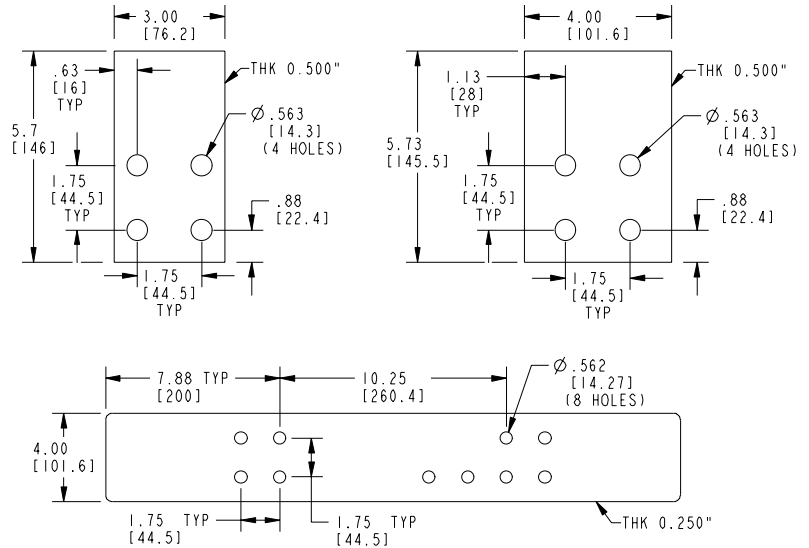 3.00
[76.2]
.63
[16]
TYP
THK 0.500"
Ø.563
[14.3]
(4 HOLES)
5.7
[146]
1.75
[44.5]
TYP
.88
[22.4]
1.75
[44.5]
TYP
4.00
[101.6]
1.13
[28]
TYP
THK 0.500"
Ø.563
[14.3]
(4 HOLES)
5.73
[145.5]
1.75
[44.5]
TYP
.88
[22.4]
1.75
[44.5]
TYP
7.88 TYP
[200]
10.25
[260.4]
Ø.562
[14.27]
(8 HOLES)
4.00
[101.6]
1.75 TYP
[44.5]
1.75 TYP
[44.5]
THK 0.250"